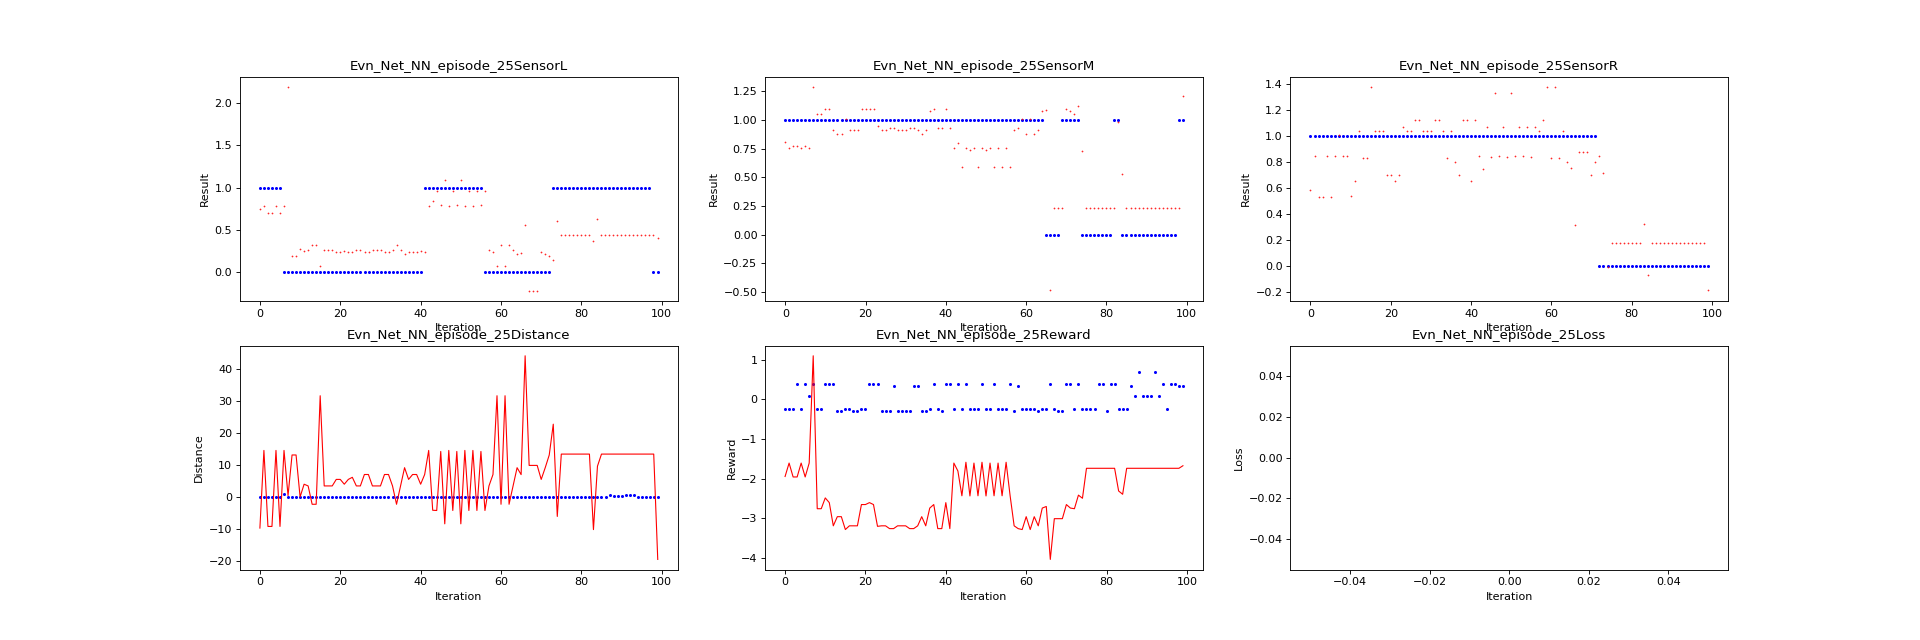 Evn_Net_NN_episode_25SensorL
Result
2.0
1.5
1.0
0.5
0.0
0 20 40 60 80 100
Iteration
Evn_Net_NN_episode_25SensorM
Result
1.25
1.00
0.75
0.50
0.25
0.00
−0.25
−0.50
0 20 40 60 80 100
Iteration
Evn_Net_NN_episode_25SensorR
Result
1.4
1.2
1.0
0.8
0.6
0.4
0.2
0.0
−0.2
0 20 40 60 80 100
Iteration
Evn_Net_NN_episode_25Distance
Distance
40
30
20
10
0
−10
−20
0 20 40 60 80 100
Iteration
Evn_Net_NN_episode_25Reward
Reward
1
0
−1
−2
−3
−4
0 20 40 60 80 100
Iteration
Evn_Net_NN_episode_25Loss
Loss
0.04
0.02
0.00
−0.02
−0.04
−0.04 −0.02 0.00 0.02 0.04
Iteration